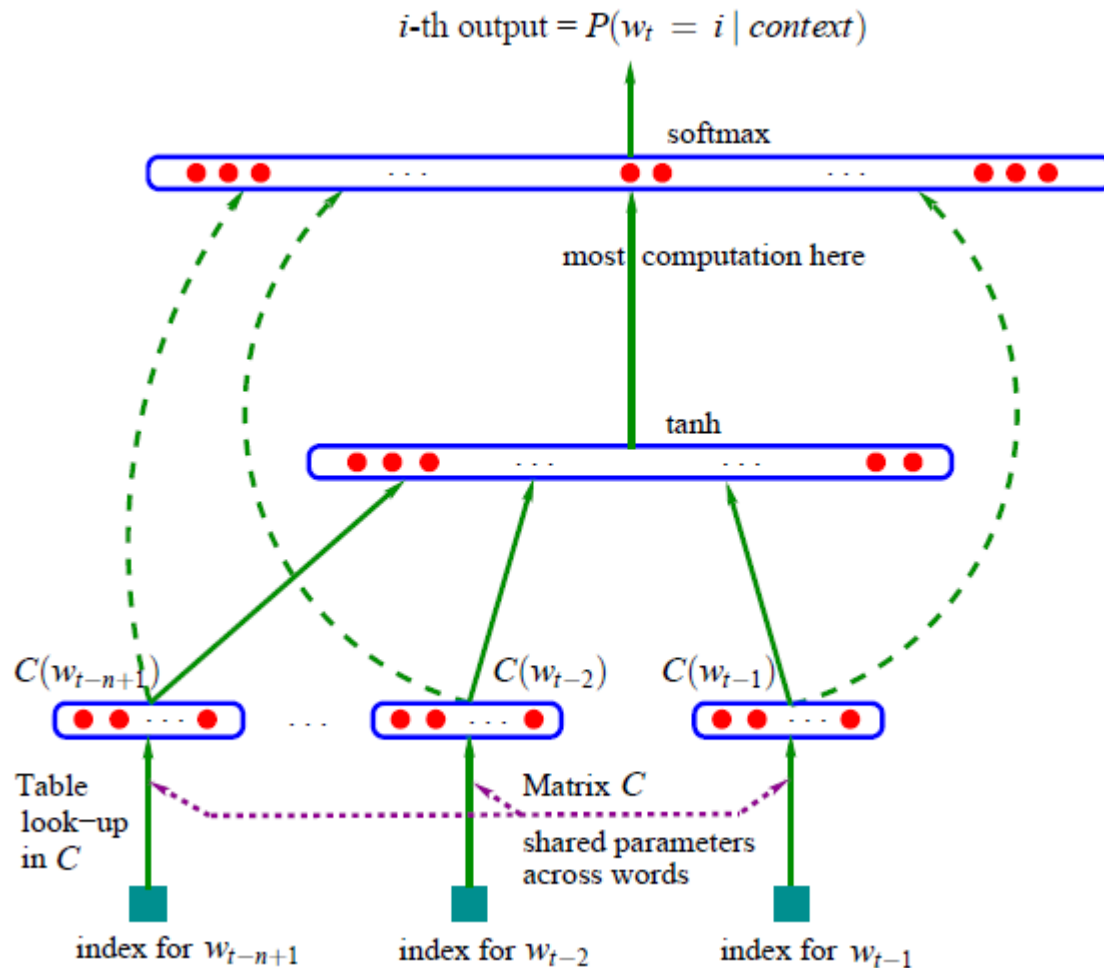 i-th output = P(w_t = i | context)
softmax
. . .
. . .
most computation here
tanh
. . .
. . .
C(w_{t−n+1})
C(w_{t−2})
C(w_{t−1})
. . .
. . .
. . .
. . .
Table
look−up
in C
Matrix C
shared parameters
across words
index for w_{t−n+1}
index for w_{t−2}
index for w_{t−1}